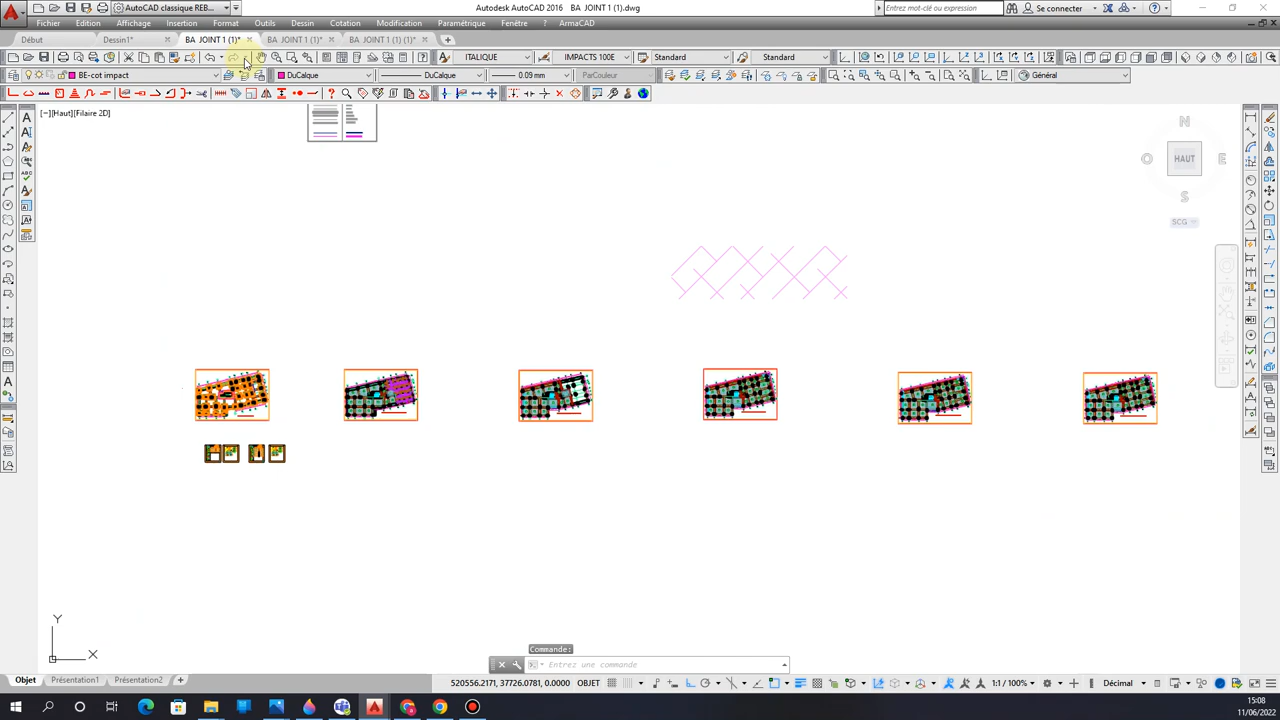 AutoCAD classique REB...
Autodesk AutoCAD 2016 BA JOINT 1 (1).dwg
Entrez mot-clé ou expression
Se connecter
Fichier Edition Affichage Insertion Format Outils Dessin Cotation Modification Paramétrique Fenêtre ? ArmaCAD
Début Dessin1* BA JOINT 1 (1)* BA JOINT 1 (1)* BA JOINT 1 (1)*
ITALIQUE IMPACTS 100E Standard Standard
BE-cot impact DuCalque DuCalque 0.09 mm ParCouleur Général
[−][Haut][Filaire 2D]
N
O HAUT E
S
SCG
Y
X
Commande:
Entrez une commande
Objet Présentation1 Présentation2
520556.2171, 37726.0781, 0.0000 OBJET 1:1 / 100% Décimal
15:08
11/06/2022